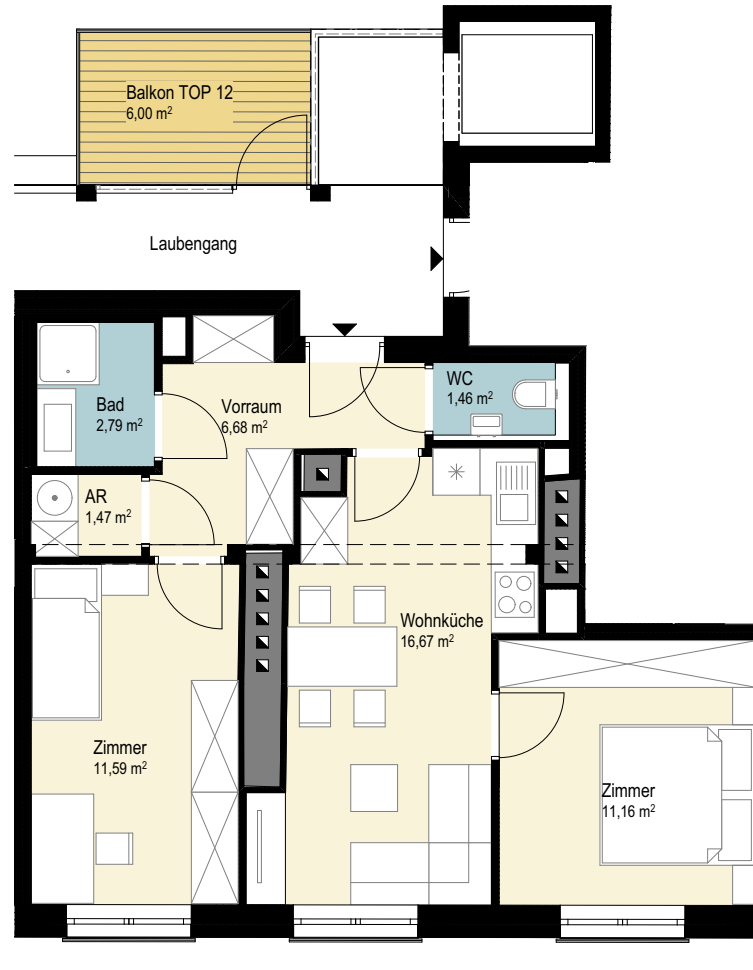 Balkon TOP 12
6,00 m²
Laubengang
WC
1,46 m²
Bad
2,79 m²
Vorraum
6,68 m²
AR
1,47 m²
Wohnküche
16,67 m²
Zimmer
11,59 m²
Zimmer
11,16 m²